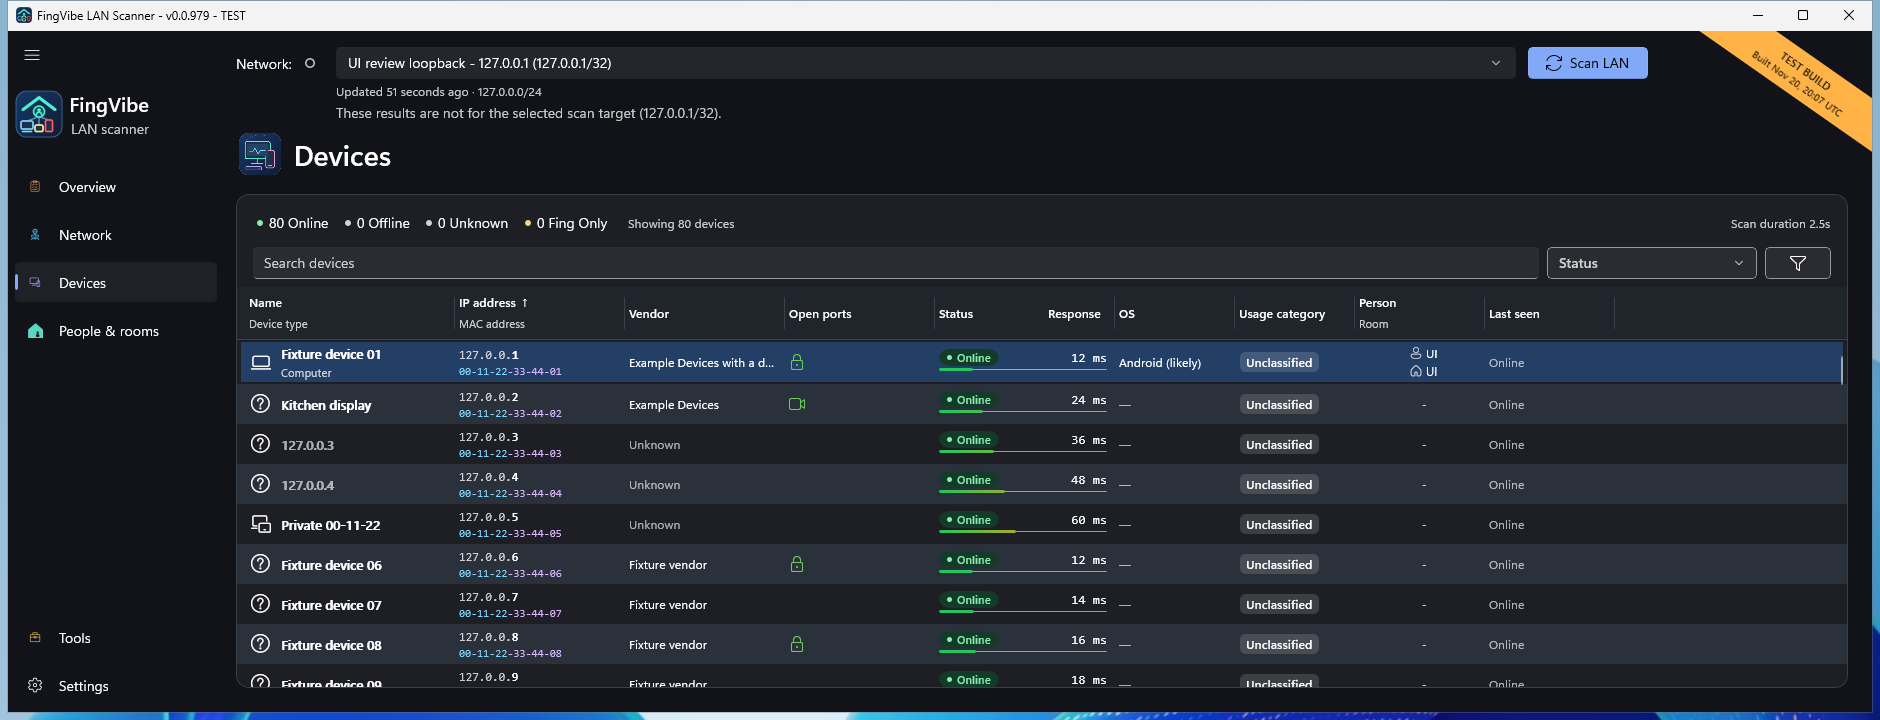 FingVibe LAN Scanner - v0.0.979 - TEST
Network:
UI review loopback - 127.0.0.1 (127.0.0.1/32)
Scan LAN
TEST BUILD
Built Nov 20, 20:07 UTC
Updated 51 seconds ago · 127.0.0.0/24
These results are not for the selected scan target (127.0.0.1/32).
FingVibe
LAN scanner
Overview
Network
Devices
People & rooms
Tools
Settings
Devices
80 Online 0 Offline 0 Unknown 0 Fing Only Showing 80 devices Scan duration 2.5s
Search devices
Status
Name IP address ↑ Vendor Open ports Status Response OS Usage category Person Last seen
Device type MAC address Room
Fixture device 01 127.0.0.1 Example Devices with a d... Online 12 ms Android (likely) Unclassified UI Online
Computer 00-11-22-33-44-01 UI
Kitchen display 127.0.0.2 Example Devices Online 24 ms — Unclassified - Online
00-11-22-33-44-02
127.0.0.3 127.0.0.3 Unknown Online 36 ms — Unclassified - Online
00-11-22-33-44-03
127.0.0.4 127.0.0.4 Unknown Online 48 ms — Unclassified - Online
00-11-22-33-44-04
Private 00-11-22 127.0.0.5 Unknown Online 60 ms — Unclassified - Online
00-11-22-33-44-05
Fixture device 06 127.0.0.6 Fixture vendor Online 12 ms — Unclassified - Online
00-11-22-33-44-06
Fixture device 07 127.0.0.7 Fixture vendor Online 14 ms — Unclassified - Online
00-11-22-33-44-07
Fixture device 08 127.0.0.8 Fixture vendor Online 16 ms — Unclassified - Online
00-11-22-33-44-08
Fixture device 09 127.0.0.9 Fixture vendor Online 18 ms — Unclassified - Online